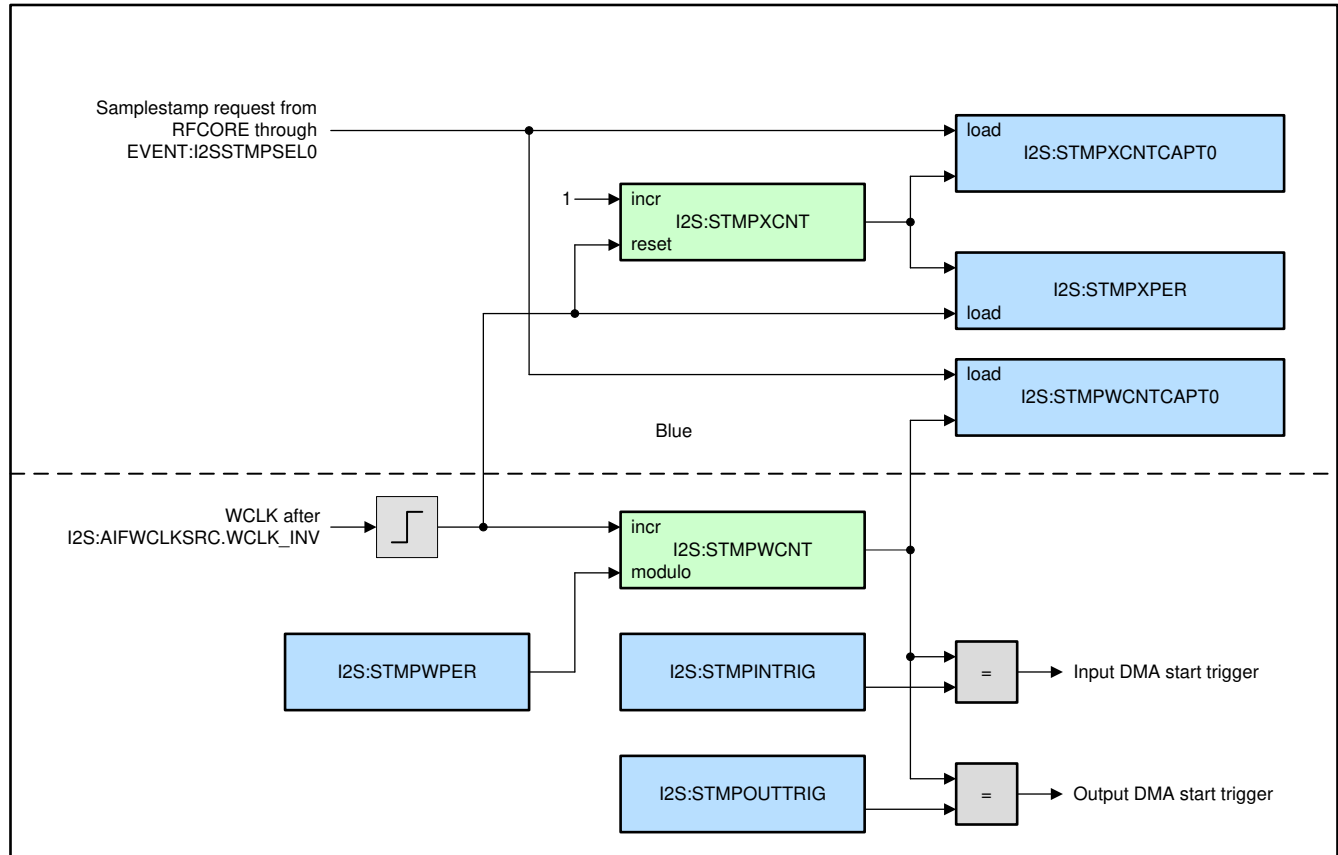 Samplestamp request from
RFCORE through
EVENT:I2SSTMPSEL0
load
I2S:STMPXCNTCAPT0
1
incr
I2S:STMPXCNT
reset
I2S:STMPXPER
load
load
I2S:STMPWCNTCAPT0
Blue
WCLK after
I2S:AIFWCLKSRC.WCLK_INV
incr
I2S:STMPWCNT
modulo
I2S:STMPWPER
I2S:STMPINTRIG
=
Input DMA start trigger
I2S:STMPOUTTRIG
=
Output DMA start trigger